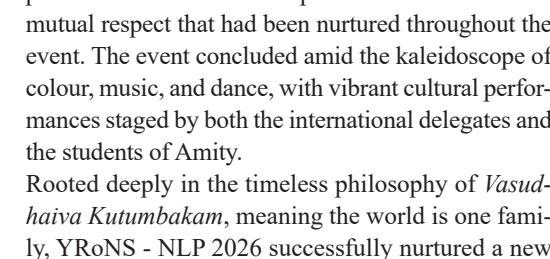 mutual respect that had been nurtured throughout the
event. The event concluded amid the kaleidoscope of
colour, music, and dance, with vibrant cultural perfor-
mances staged by both the international delegates and
the students of Amity.
Rooted deeply in the timeless philosophy of Vasud-
haiva Kutumbakam, meaning the world is one fami-
ly, YRoNS - NLP 2026 successfully nurtured a new